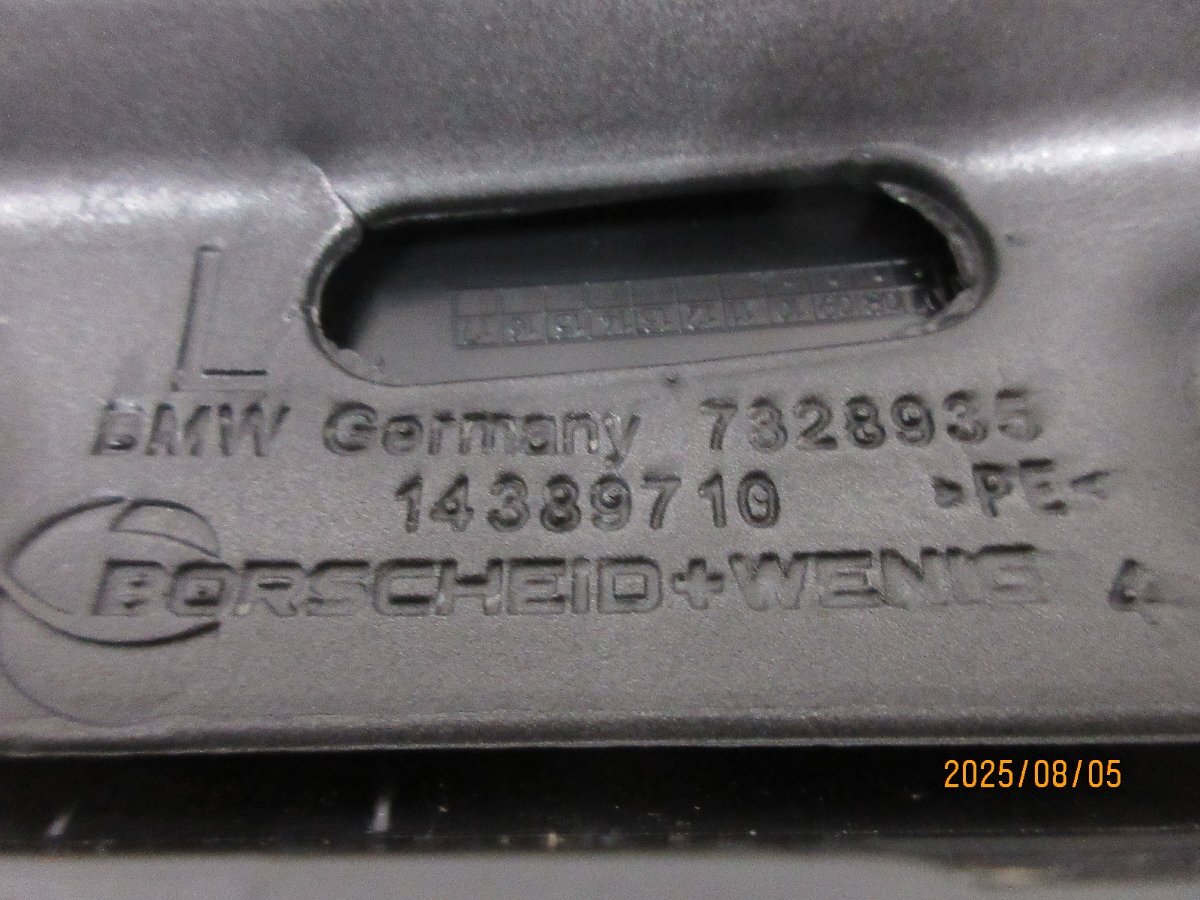 L
BMW Germany 7328935
14389710 >PE<
BORSCHEID+WENIG
2025/08/05